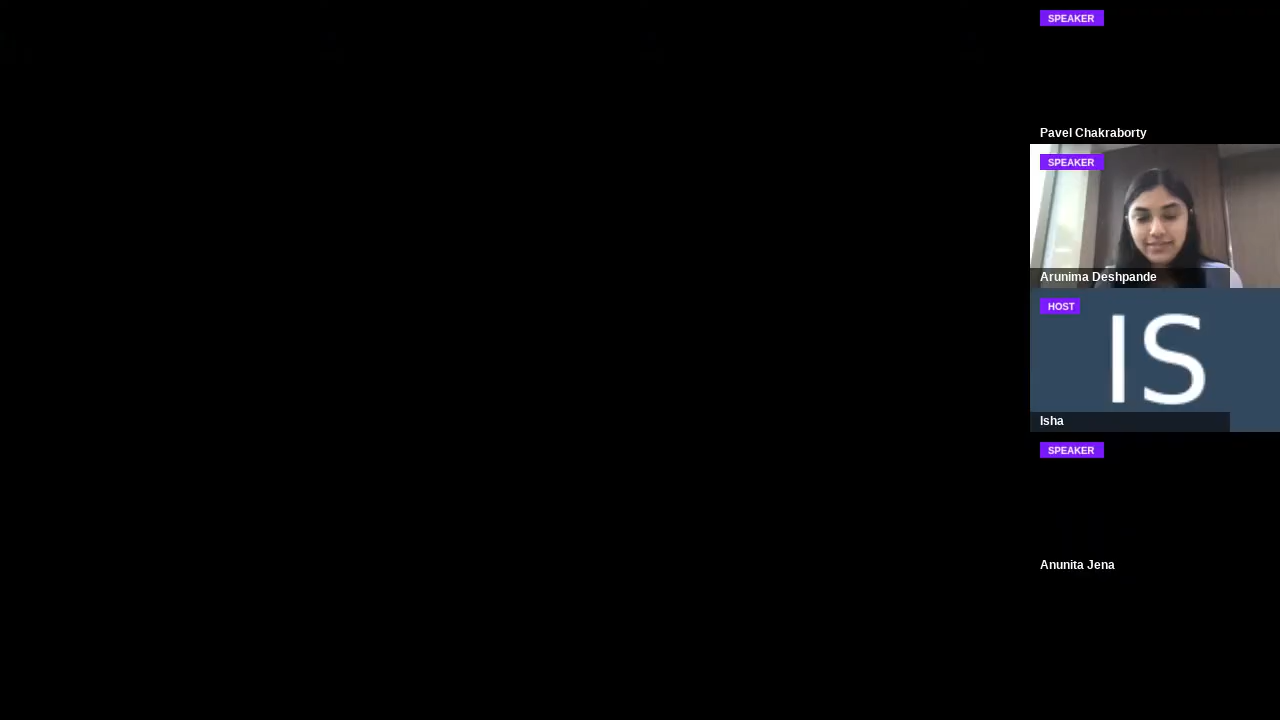 SPEAKER
Pavel Chakraborty
SPEAKER
Arunima Deshpande
HOST
IS
Isha
SPEAKER
Anunita Jena